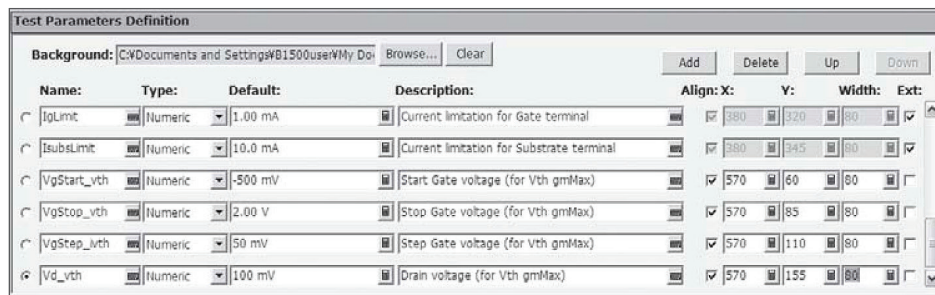 Test Parameters Definition
Background: C:¥Documents and Settings¥B1500user¥My Do Browse... Clear
Add Delete Up Down
Name: Type: Default: Description: Align: X: Y: Width: Ext:
IgLimit Numeric 1.00 mA Current limitation for Gate terminal 380 320 80
IsubsLimit Numeric 10.0 mA Current limitation for Substrate terminal 380 345 80
VgStart_vth Numeric -500 mV Start Gate voltage (for Vth gmMax) 570 60 80
VgStop_vth Numeric 2.00 V Stop Gate voltage (for Vth gmMax) 570 85 80
VgStep_ivth Numeric 50 mV Step Gate voltage (for Vth gmMax) 570 110 80
Vd_vth Numeric 100 mV Drain voltage (for Vth gmMax) 570 155 80